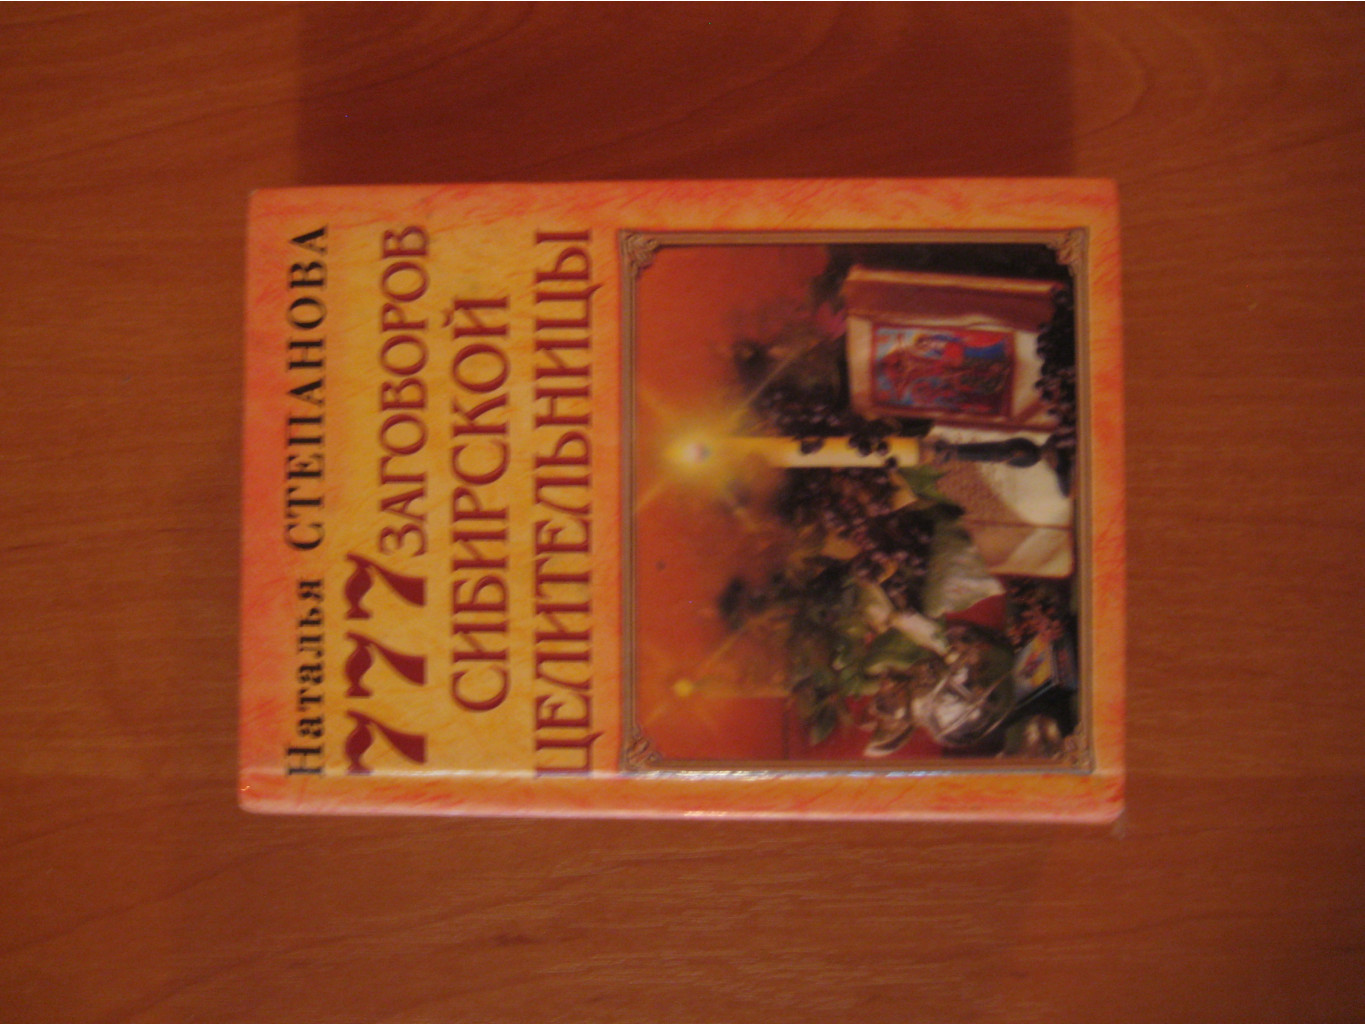 Наталья СТЕПАНОВА
777 ЗАГОВОРОВ
СИБИРСКОЙ
ЦЕЛИТЕЛЬНИЦЫ